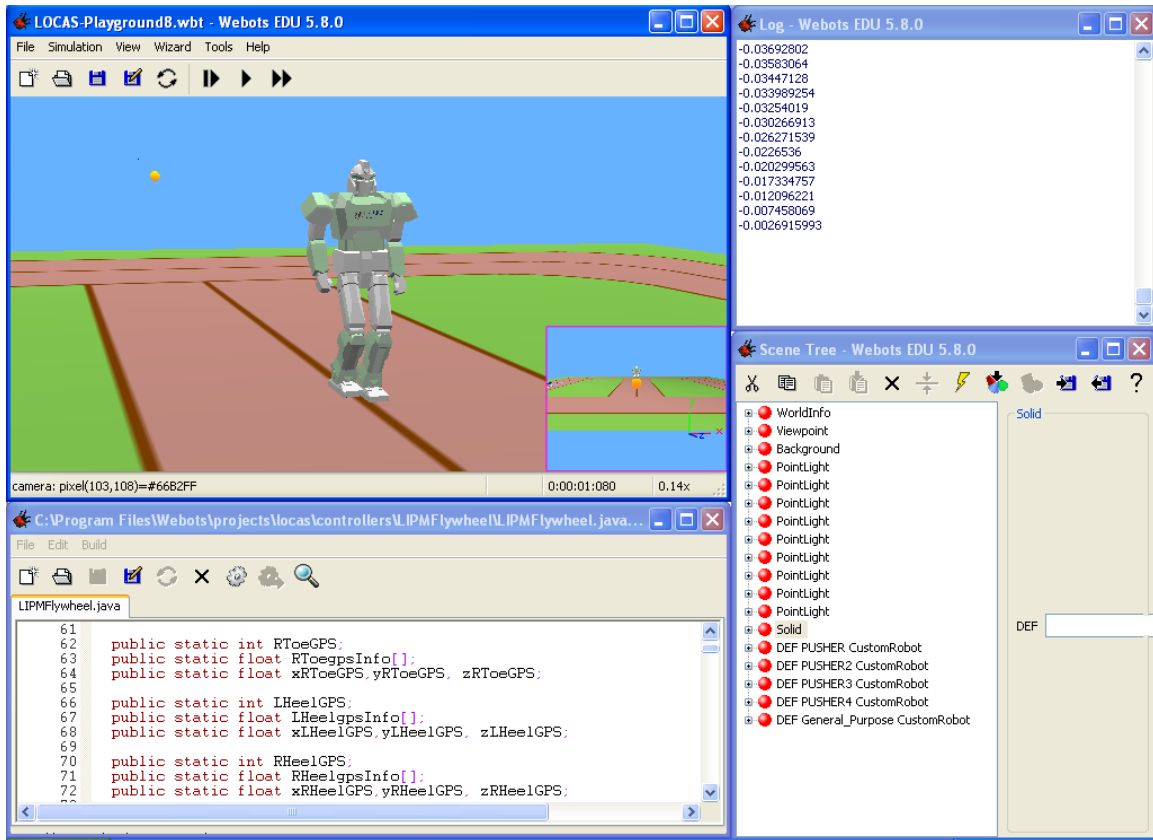 LOCAS-Playground8.wbt - Webots EDU 5.8.0
File Simulation View Wizard Tools Help
camera: pixel(103,108)=#66B2FF 0:00:01:080 0.14x
Log - Webots EDU 5.8.0
-0.03692802
-0.03583064
-0.03447128
-0.033989254
-0.03254019
-0.030266913
-0.026271539
-0.0226536
-0.020299563
-0.017334757
-0.012096221
-0.007458069
-0.0026915993
C:\Program Files\Webots\projects\locas\controllers\LIPMFlywheel\LIPMFlywheel.java...
File Edit Build
LIPMFlywheel.java
61
62 public static int RToeGPS;
63 public static float RToegpsInfo[];
64 public static float xRToeGPS,yRToeGPS, zRToeGPS;
65
66 public static int LHeelGPS;
67 public static float LHeelgpsInfo[];
68 public static float xLHeelGPS,yLHeelGPS, zLHeelGPS;
69
70 public static int RHeelGPS;
71 public static float RHeelgpsInfo[];
72 public static float xRHeelGPS,yRHeelGPS, zRHeelGPS;
Scene Tree - Webots EDU 5.8.0
WorldInfo
Viewpoint
Background
PointLight
PointLight
PointLight
PointLight
PointLight
PointLight
PointLight
PointLight
PointLight
Solid
DEF PUSHER CustomRobot
DEF PUSHER2 CustomRobot
DEF PUSHER3 CustomRobot
DEF PUSHER4 CustomRobot
DEF General_Purpose CustomRobot
Solid
DEF